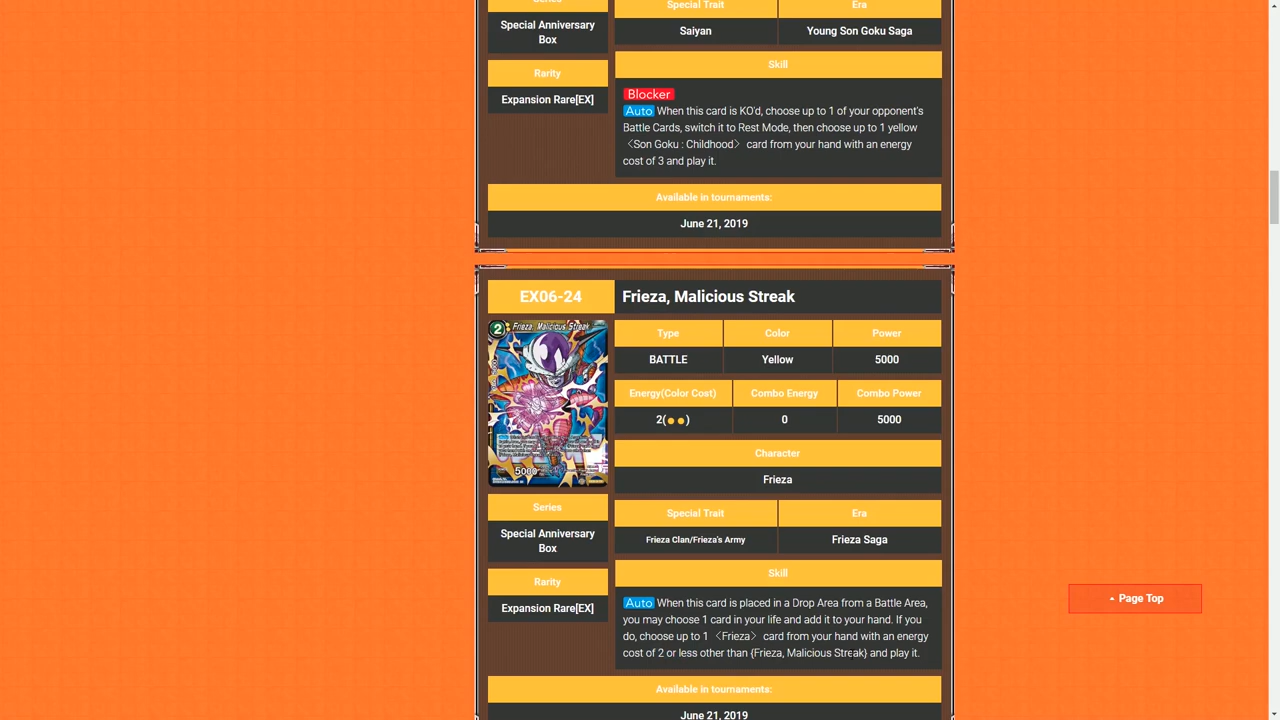 Special Trait
Era
Special Anniversary
Box
Saiyan
Young Son Goku Saga
Rarity
Expansion Rare[EX]
Skill
Blocker
Auto When this card is KO'd, choose up to 1 of your opponent's
Battle Cards, switch it to Rest Mode, then choose up to 1 yellow
〈Son Goku : Childhood〉 card from your hand with an energy
cost of 3 and play it.
Available in tournaments:
June 21, 2019
EX06-24
Frieza, Malicious Streak
2
Frieza, Malicious Streak
5000
Type
Color
Power
BATTLE
Yellow
5000
Energy(Color Cost)
Combo Energy
Combo Power
2(●●)
0
5000
Character
Frieza
Series
Special Anniversary
Box
Special Trait
Era
Frieza Clan/Frieza's Army
Frieza Saga
Rarity
Expansion Rare[EX]
Skill
Auto When this card is placed in a Drop Area from a Battle Area,
you may choose 1 card in your life and add it to your hand. If you
do, choose up to 1 〈Frieza〉 card from your hand with an energy
cost of 2 or less other than {Frieza, Malicious Streak} and play it.
Available in tournaments:
June 21, 2019
Page Top